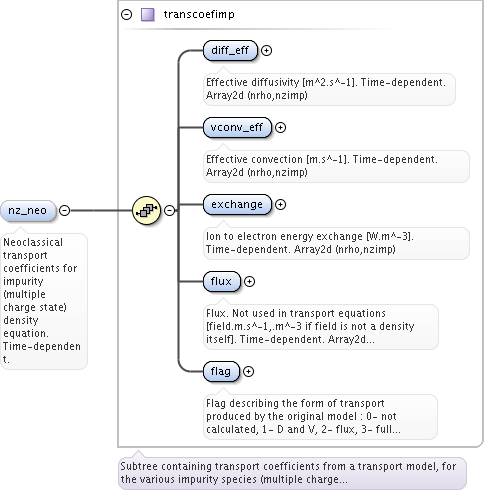 transcoefimp
diff_eff
Effective diffusivity [m^2.s^-1]. Time-dependent.
Array2d (nrho,nzimp)
vconv_eff
Effective convection [m.s^-1]. Time-dependent.
Array2d (nrho,nzimp)
exchange
Ion to electron energy exchange [W.m^-3].
Time-dependent. Array2d (nrho,nzimp)
flux
Flux. Not used in transport equations
[field.m.s^-1,.m^-3 if field is not a density
itself]. Time-dependent. Array2d...
flag
Flag describing the form of transport
produced by the original model : 0- not
calculated, 1- D and V, 2- flux, 3- full...
nz_neo
Neoclassical
transport
coefficients for
impurity
(multiple
charge state)
density
equation.
Time-dependen
t.
Subtree containing transport coefficients from a transport model, for
the various impurity species (multiple charge...